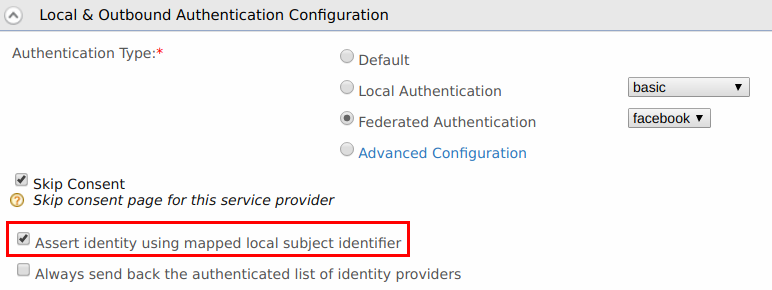 Local & Outbound Authentication Configuration
Authentication Type:*
Default
Local Authentication basic
Federated Authentication facebook
Advanced Configuration
Skip Consent
? Skip consent page for this service provider
Assert identity using mapped local subject identifier
Always send back the authenticated list of identity providers